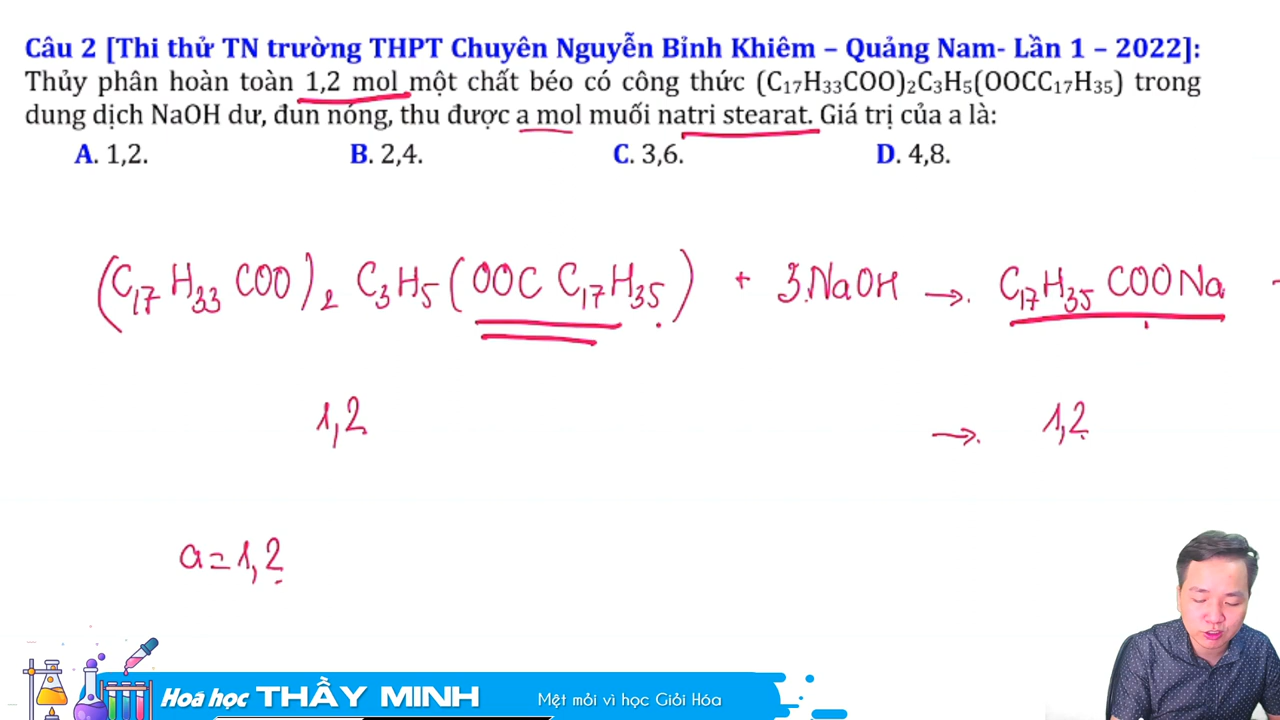 Câu 2 [Thi thử TN trường THPT Chuyên Nguyễn Bỉnh Khiêm – Quảng Nam- Lần 1 – 2022]:
Thủy phân hoàn toàn 1,2 mol một chất béo có công thức (C₁₇H₃₃COO)₂C₃H₅(OOCC₁₇H₃₅) trong
dung dịch NaOH dư, đun nóng, thu được a mol muối natri stearat. Giá trị của a là:
A. 1,2. B. 2,4. C. 3,6. D. 4,8.
(C₁₇H₃₃COO)₂C₃H₅(OOCC₁₇H₃₅) + 3NaOH → C₁₇H₃₅COONa
1,2 → 1,2
a = 1,2
Hoá học THẦY MINH Mệt mỏi vì học Giỏi Hóa